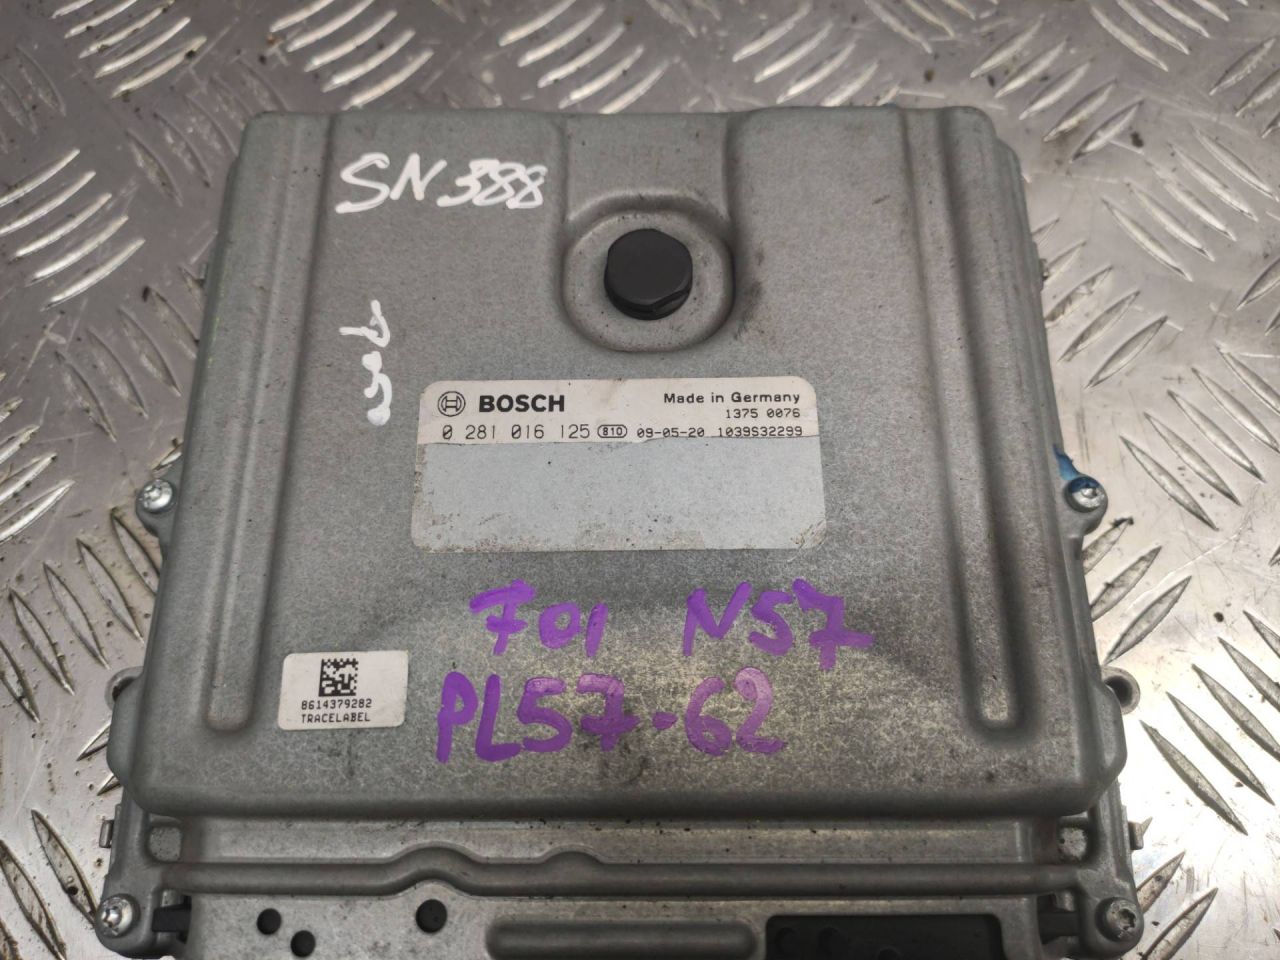 SN388
BOSCH Made in Germany
1375 0076
0 281 016 125 810 09-05-20 1039S32299
701 N57
PL57-62
8614379282
TRACELABEL